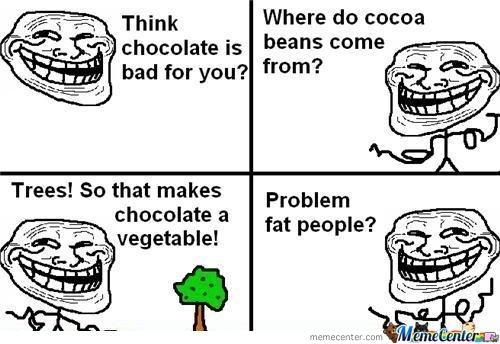 Think
chocolate is
bad for you?
Where do cocoa
beans come
from?
Trees! So that makes
chocolate a
vegetable!
Problem
fat people?
memecenter.com MemeCenter